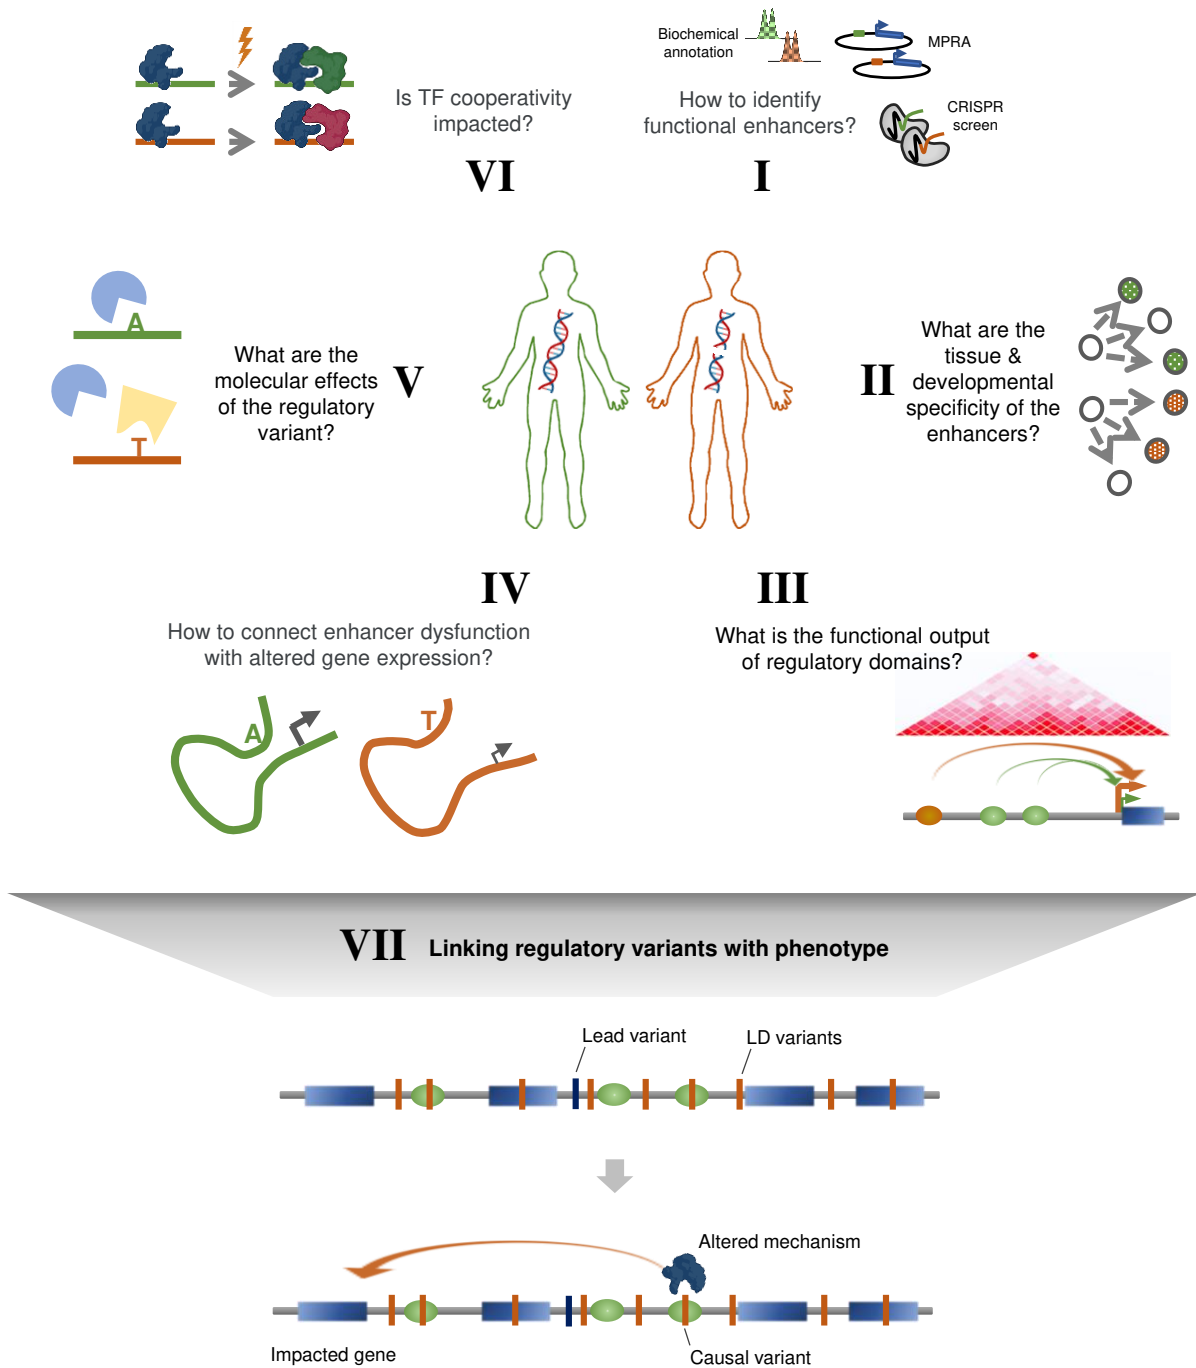 Biochemical
annotation
MPRA
CRISPR
screen
How to identify
functional enhancers?
I
Is TF cooperativity
impacted?
VI
What are the
tissue &
developmental
specificity of the
enhancers?
II
A
T
What are the
molecular effects
of the regulatory
variant?
V
IV
How to connect enhancer dysfunction
with altered gene expression?
A
T
III
What is the functional output
of regulatory domains?
VII Linking regulatory variants with phenotype
Lead variant
LD variants
Altered mechanism
Impacted gene
Causal variant